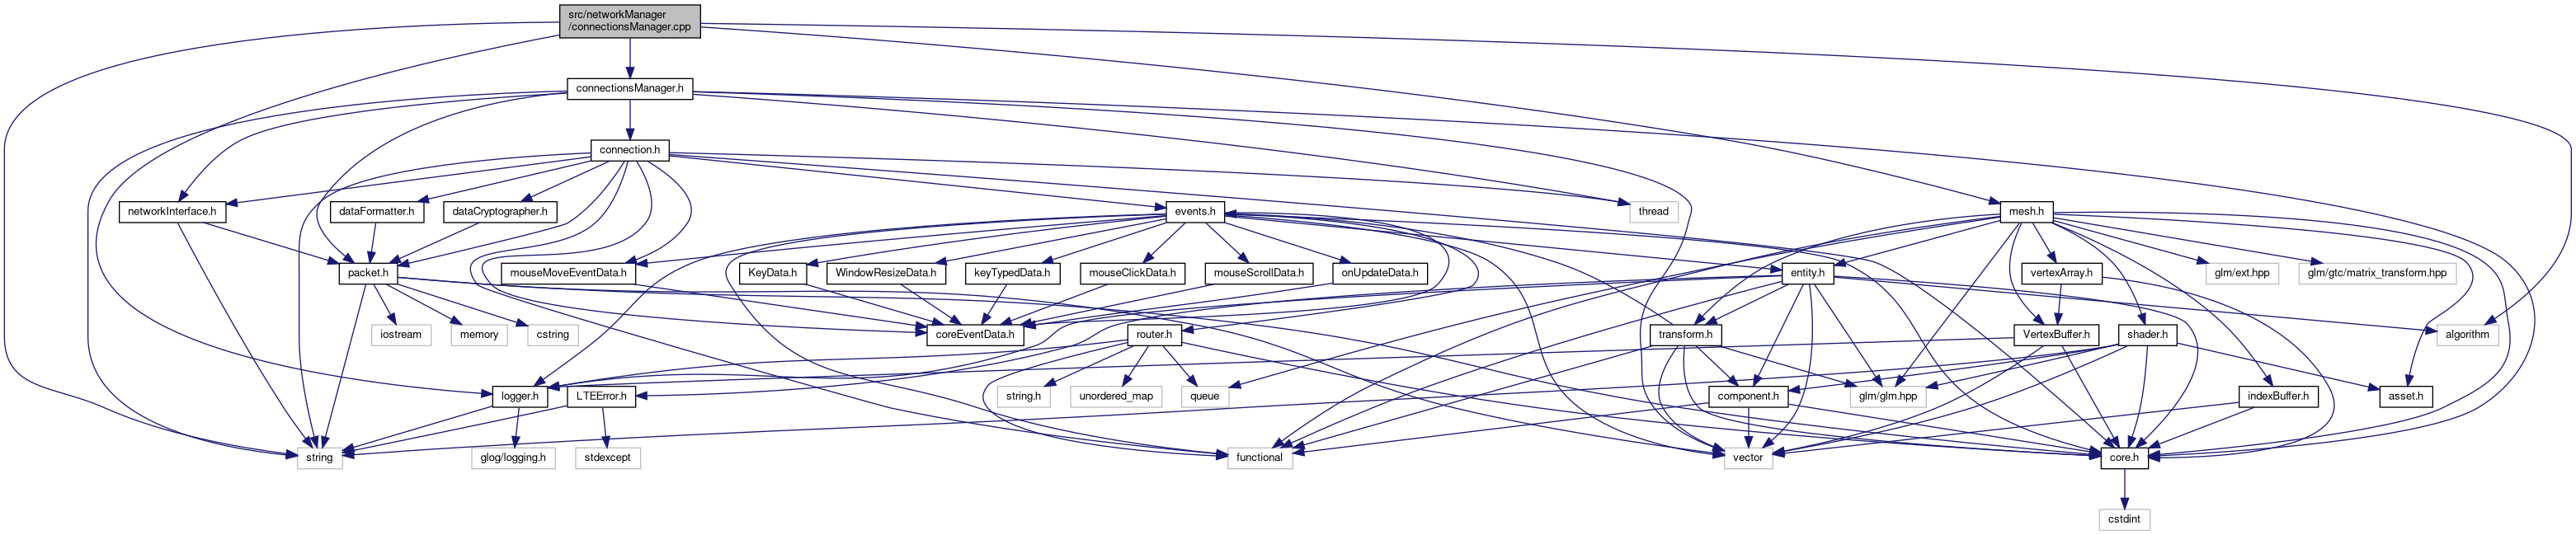 src/networkManager
/connectionsManager.cpp
connectionsManager.h
connection.h
networkInterface.h
dataFormatter.h
dataCryptographer.h
events.h
thread
mesh.h
packet.h
mouseMoveEventData.h
KeyData.h
WindowResizeData.h
keyTypedData.h
mouseClickData.h
mouseScrollData.h
onUpdateData.h
entity.h
vertexArray.h
glm/ext.hpp
glm/gtc/matrix_transform.hpp
iostream
memory
cstring
coreEventData.h
router.h
transform.h
VertexBuffer.h
shader.h
algorithm
logger.h
LTEError.h
string.h
unordered_map
queue
component.h
glm/glm.hpp
indexBuffer.h
asset.h
string
glog/logging.h
stdexcept
functional
vector
core.h
cstdint